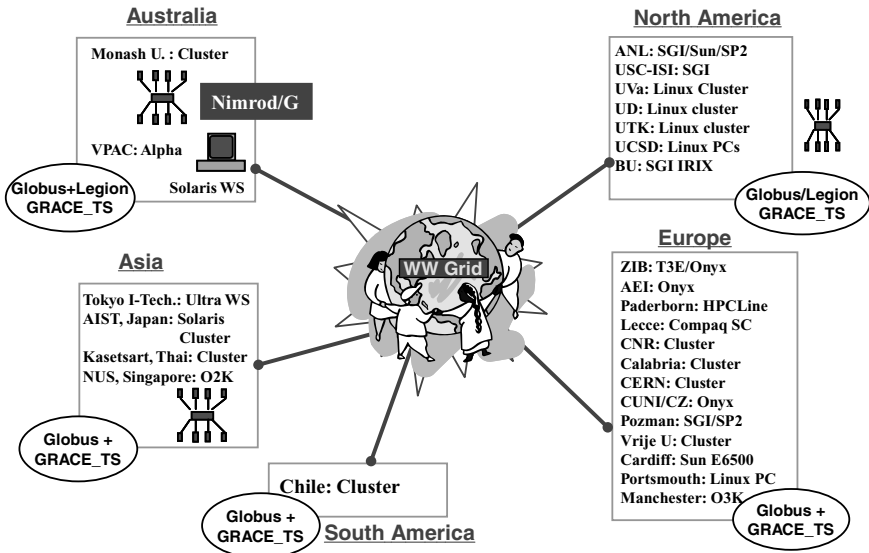 Australia
Monash U. : Cluster
Nimrod/G
VPAC: Alpha
Solaris WS
Globus+Legion
GRACE_TS
North America
ANL: SGI/Sun/SP2
USC-ISI: SGI
UVa: Linux Cluster
UD: Linux cluster
UTK: Linux cluster
UCSD: Linux PCs
BU: SGI IRIX
Globus/Legion
GRACE_TS
WW Grid
Asia
Tokyo I-Tech.: Ultra WS
AIST, Japan: Solaris
Cluster
Kasetsart, Thai: Cluster
NUS, Singapore: O2K
Globus +
GRACE_TS
Europe
ZIB: T3E/Onyx
AEI: Onyx
Paderborn: HPCLine
Lecce: Compaq SC
CNR: Cluster
Calabria: Cluster
CERN: Cluster
CUNI/CZ: Onyx
Pozman: SGI/SP2
Vrije U: Cluster
Cardiff: Sun E6500
Portsmouth: Linux PC
Manchester: O3K
Globus +
GRACE_TS
Chile: Cluster
Globus +
GRACE_TS
South America